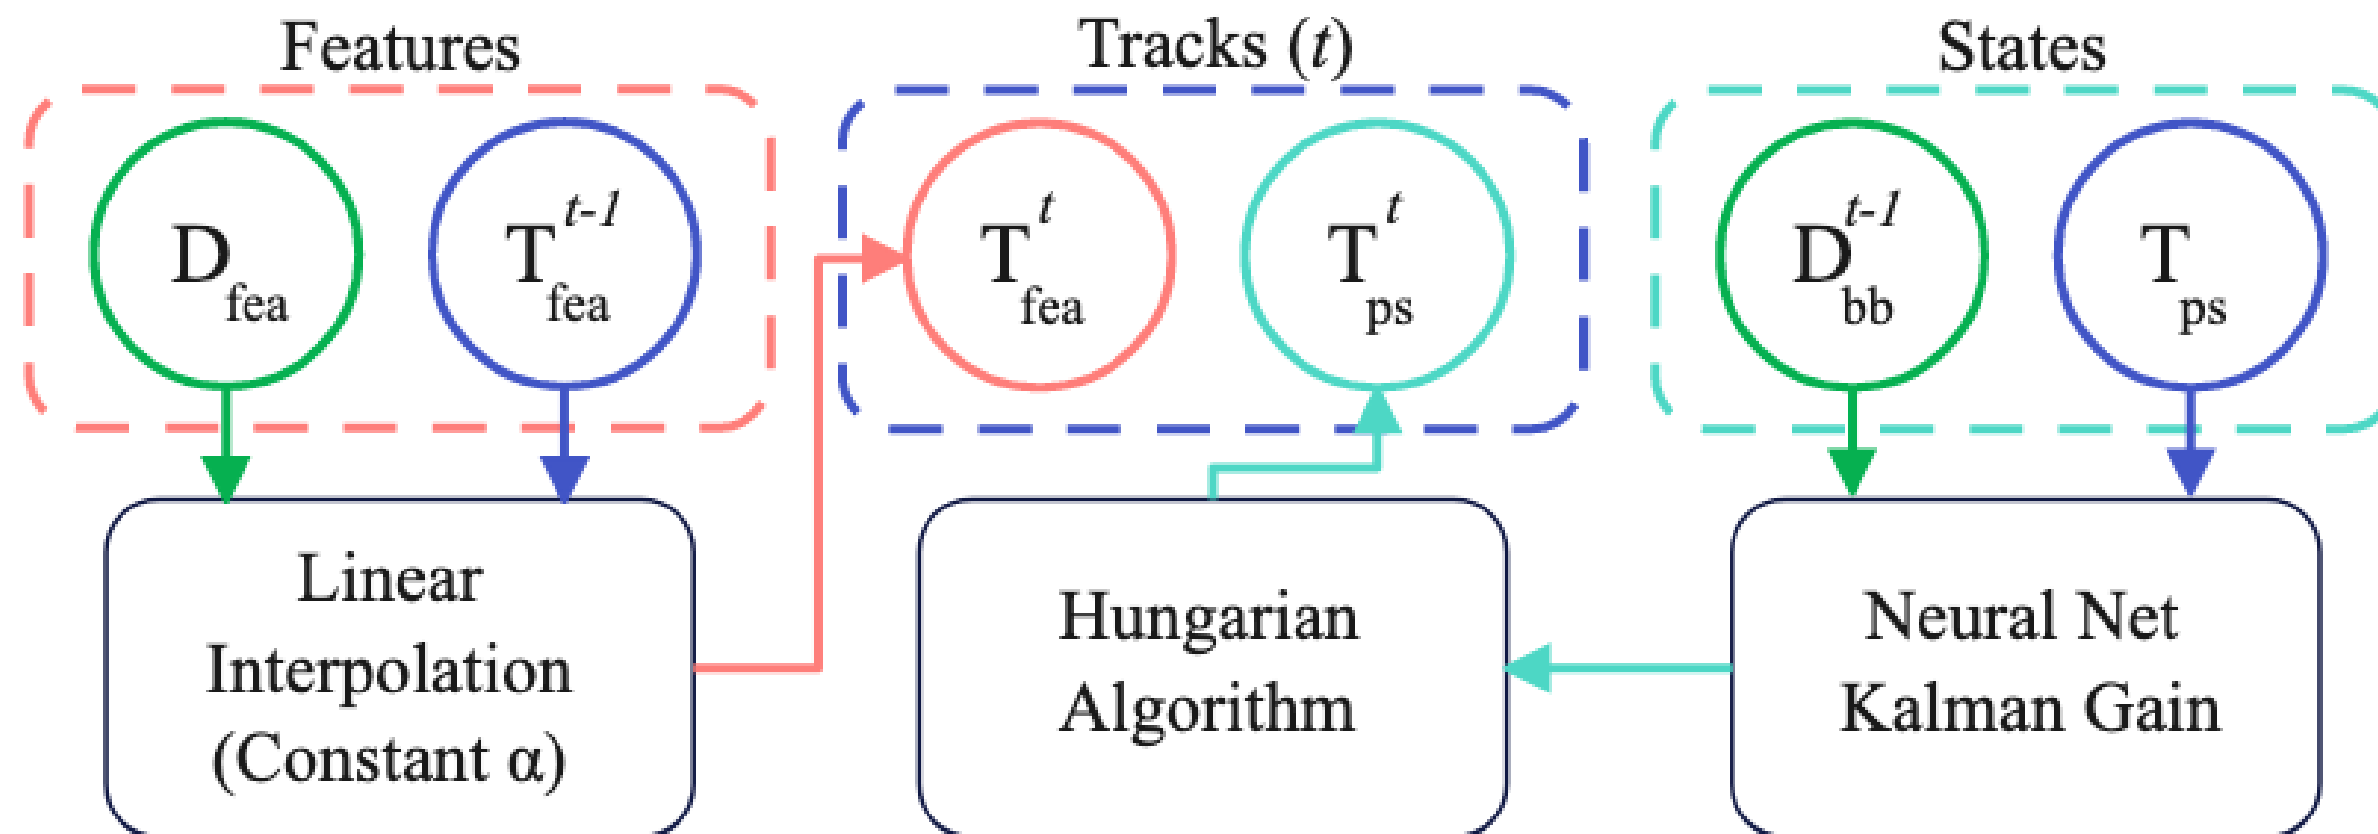 Features
Tracks (t)
States
D fea
T t-1 fea
T t fea
T t ps
D t-1 bb
T ps
Linear
Interpolation
(Constant α)
Hungarian
Algorithm
Neural Net
Kalman Gain